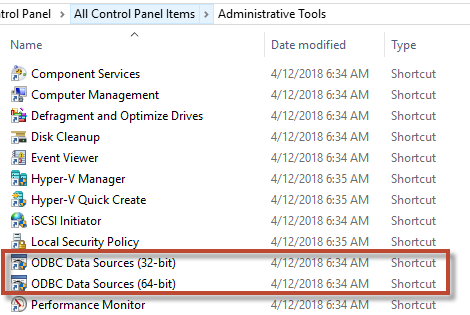 ntrol Panel > All Control Panel Items > Administrative Tools
Name Date modified Type
Component Services 4/12/2018 6:34 AM Shortcut
Computer Management 4/12/2018 6:34 AM Shortcut
Defragment and Optimize Drives 4/12/2018 6:34 AM Shortcut
Disk Cleanup 4/12/2018 6:34 AM Shortcut
Event Viewer 4/12/2018 6:34 AM Shortcut
Hyper-V Manager 4/12/2018 6:35 AM Shortcut
Hyper-V Quick Create 4/12/2018 6:35 AM Shortcut
iSCSI Initiator 4/12/2018 6:34 AM Shortcut
Local Security Policy 4/12/2018 6:35 AM Shortcut
ODBC Data Sources (32-bit) 4/12/2018 6:34 AM Shortcut
ODBC Data Sources (64-bit) 4/12/2018 6:34 AM Shortcut
Performance Monitor 4/12/2018 6:34 AM Shortcut